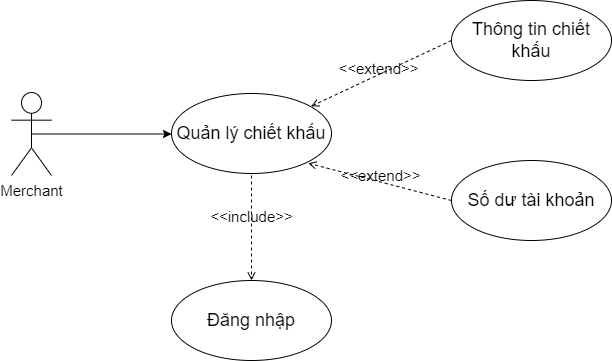 Thông tin chiết
khấu
<<extend>>
Quản lý chiết khấu
Merchant
<<extend>>
Số dư tài khoản
<<include>>
Đăng nhập